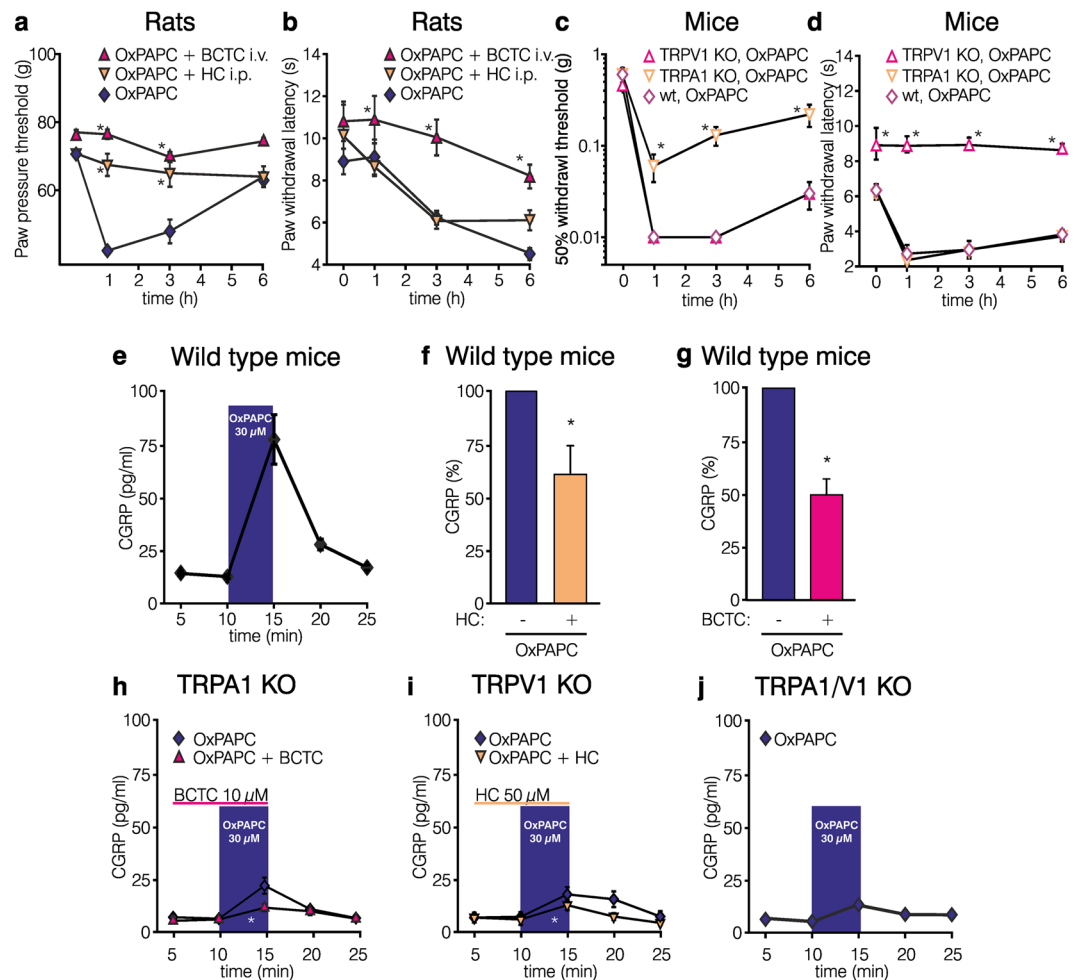 a Rats
OxPAPC + BCTC i.v.
OxPAPC + HC i.p.
OxPAPC
Paw pressure threshold (g)
100
80
60
* * * *
1 2 3 4 5 6
time (h)
b
OxPAPC + BCTC i.v.
OxPAPC + HC i.p.
OxPAPC
Paw withdrawal latency (s)
14
12
10
8
6
4
* * *
0 1 2 3 4 5 6
time (h)
c Mice
TRPV1 KO, OxPAPC
TRPA1 KO, OxPAPC
wt, OxPAPC
50% withdrawl threshold (g)
1
0.1
0.01
* * *
0 1 2 3 4 5 6
time (h)
d Mice
TRPV1 KO, OxPAPC
TRPA1 KO, OxPAPC
wt, OxPAPC
Paw withdrawal latency (s)
14
12
10
8
6
4
2
* * * *
0 1 2 3 4 5 6
time (h)
e Wild type mice
CGRP (pg/ml)
100
75
50
25
0
OxPAPC
30 µM
5 10 15 20 25
time (min)
f Wild type mice
CGRP (%)
100
75
50
25
0
*
HC: - +
OxPAPC
g Wild type mice
CGRP (%)
100
75
50
25
0
*
BCTC: - +
OxPAPC
h TRPA1 KO
CGRP (pg/ml)
100
75
50
25
0
OxPAPC
OxPAPC + BCTC
BCTC 10 µM
OxPAPC
30 µM
*
5 10 15 20 25
time (min)
i TRPV1 KO
CGRP (pg/ml)
100
75
50
25
0
OxPAPC
OxPAPC + HC
HC 50 µM
OxPAPC
30 µM
*
5 10 15 20 25
time (min)
j TRPA1/V1 KO
CGRP (pg/ml)
100
75
50
25
0
OxPAPC
OxPAPC
30 µM
5 10 15 20 25
time (min)